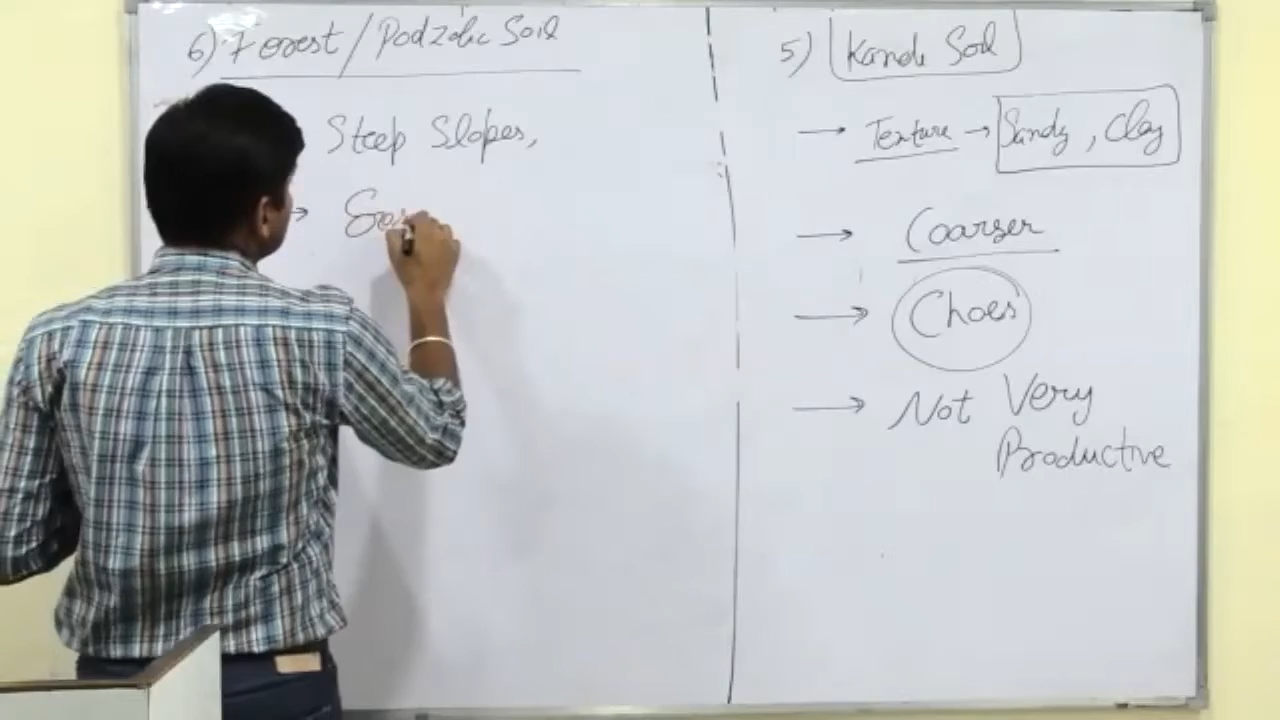 6) Forest/Podzolic Soil
Steep Slopes,
→
5) Kandi Soil
→ Texture → Sandy, Clay
→ Coarser
→ Choes
→ Not Very
Productive